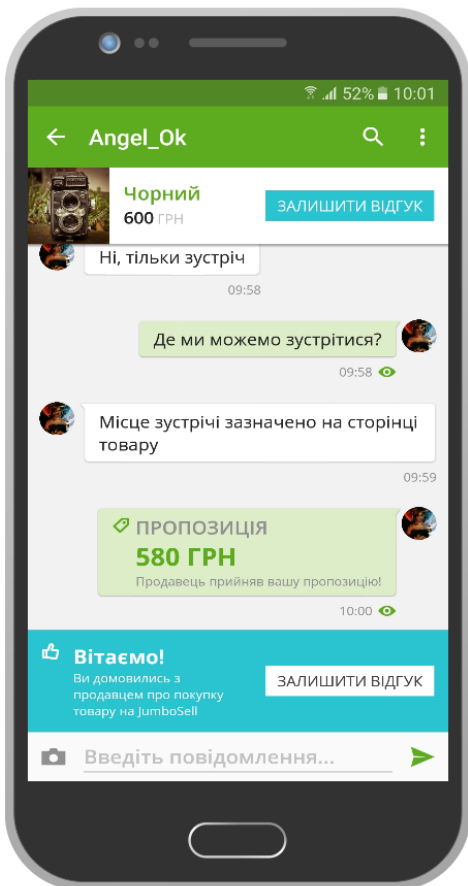 52% 10:01
Angel_Ok
Чорний
600 ГРН
ЗАЛИШИТИ ВІДГУК
Ні, тільки зустріч
09:58
Де ми можемо зустрітися?
09:58
Місце зустрічі зазначено на сторінці
товару
09:59
ПРОПОЗИЦІЯ
580 ГРН
Продавець прийняв вашу пропозицію!
10:00
Вітаємо!
Ви домовились з
продавцем про покупку
товару на JumboSell
ЗАЛИШИТИ ВІДГУК
Введіть повідомлення...